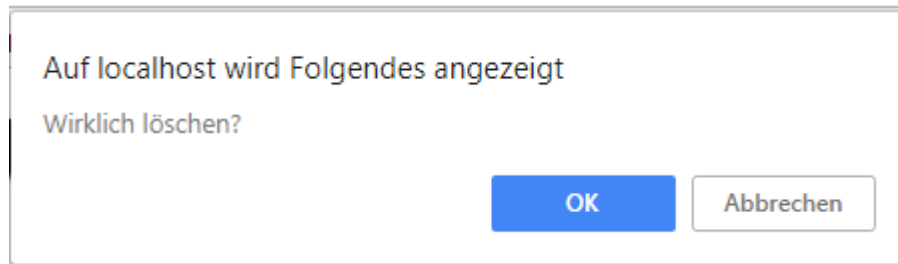 Auf localhost wird Folgendes angezeigt
Wirklich löschen?
OK Abbrechen